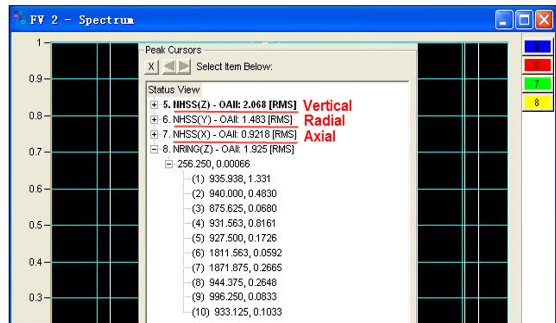 FV 2 - Spectrum
Peak Cursors
X Select Item Below:
Status View
5. NHSS(Z) - OAll: 2.068 [RMS] Vertical
6. NHSS(Y) - OAll: 1.483 [RMS] Radial
7. NHSS(X) - OAll: 0.9218 [RMS] Axial
8. NRING(Z) - OAll: 1.925 [RMS]
256.250, 0.00066
(1) 935.938, 1.331
(2) 940.000, 0.4830
(3) 875.625, 0.0680
(4) 931.563, 0.8161
(5) 927.500, 0.1726
(6) 1811.563, 0.0592
(7) 1871.875, 0.2665
(8) 944.375, 0.2648
(9) 996.250, 0.0833
(10) 933.125, 0.1033
1
0.9
0.8
0.7
0.6
0.5
0.4
0.3
6
7
8